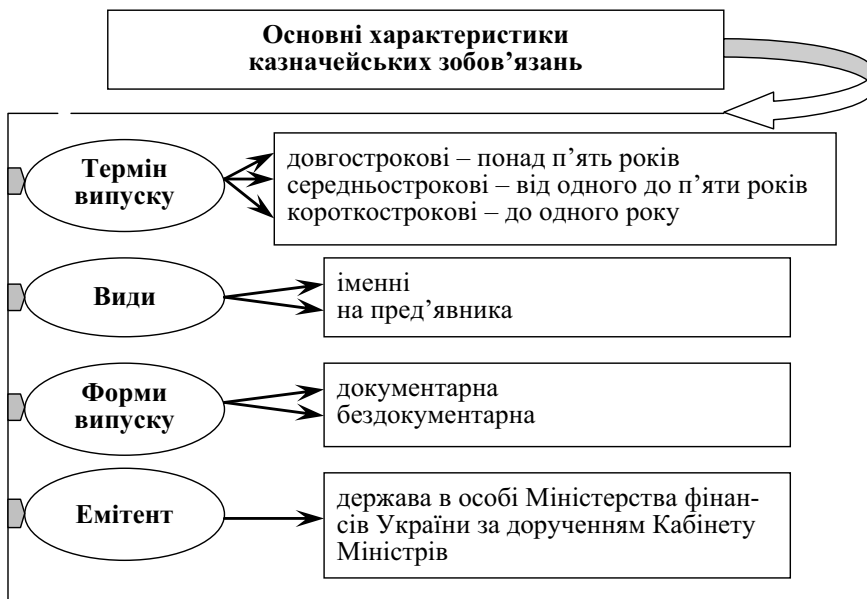 Основні характеристики
казначейських зобов’язань
Термін
випуску
довгострокові – понад п’ять років
середньострокові – від одного до п’яти років
короткострокові – до одного року
Види
іменні
на пред’явника
Форми
випуску
документарна
бездокументарна
Емітент
держава в особі Міністерства фінан-
сів України за дорученням Кабінету
Міністрів